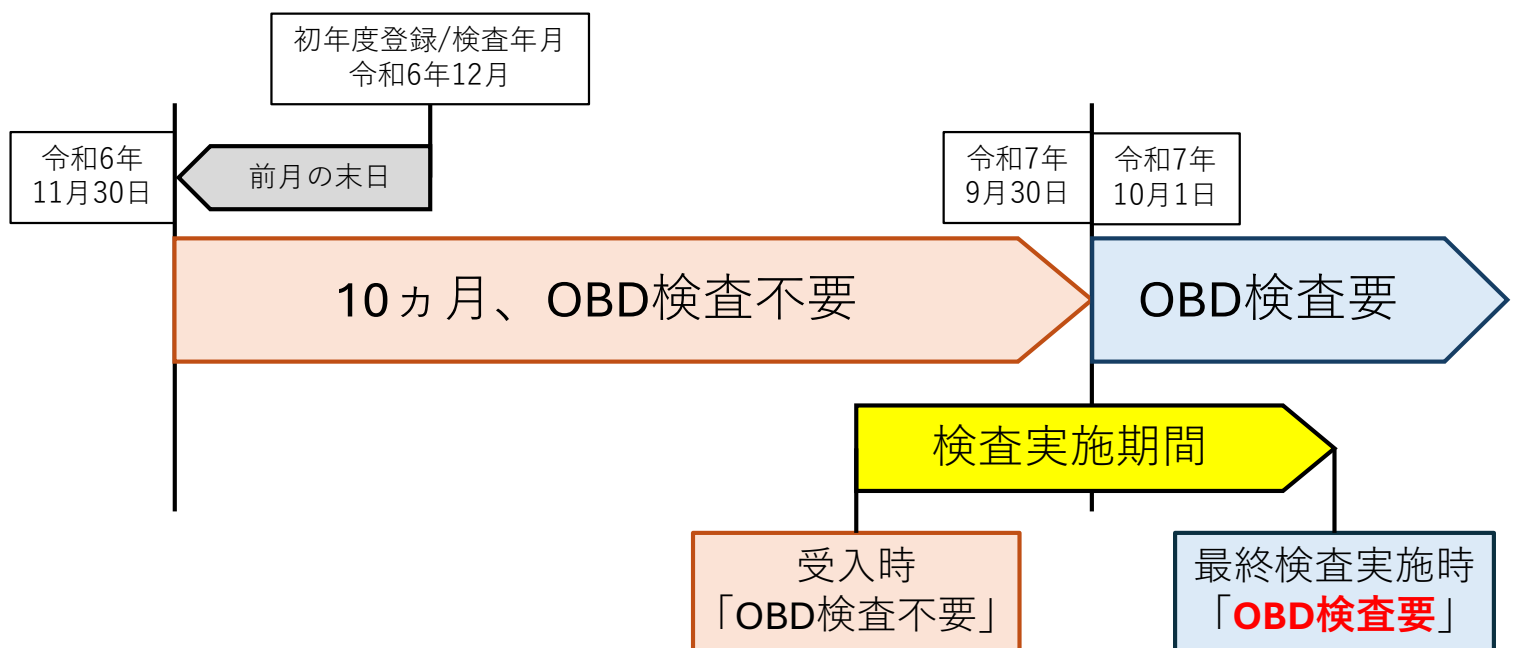 初年度登録/検査年月
令和6年12月
令和6年
11月30日
前月の末日
令和7年
9月30日
令和7年
10月1日
10ヵ月、OBD検査不要
OBD検査要
検査実施期間
受入時
「OBD検査不要」
最終検査実施時
「OBD検査要」